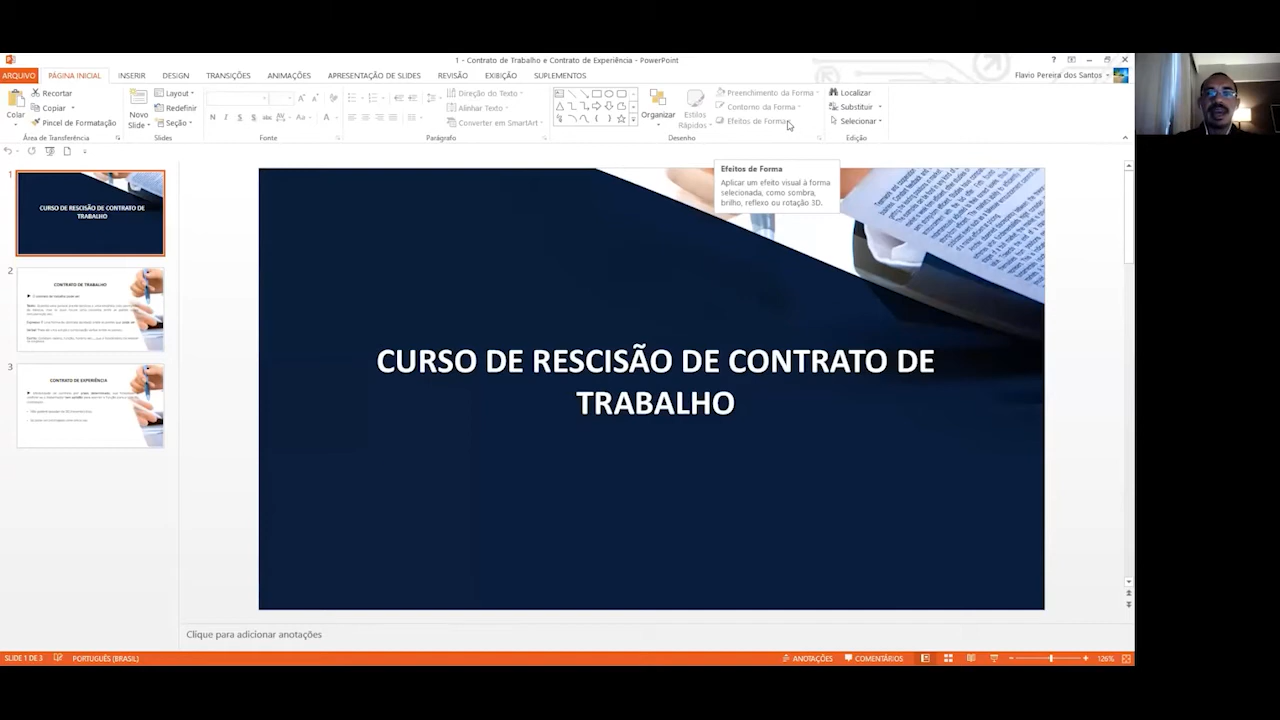 1 - Contrato de Trabalho e Contrato de Experiência - PowerPoint
ARQUIVO PÁGINA INICIAL INSERIR DESIGN TRANSIÇÕES ANIMAÇÕES APRESENTAÇÃO DE SLIDES REVISÃO EXIBIÇÃO SUPLEMENTOS
Flavio Pereira dos Santos
Colar
Recortar
Copiar
Pincel de Formatação
Área de Transferência
Novo
Slide
Layout
Redefinir
Seção
Slides
N I S S abc AV Aa A
Fonte
Direção do Texto
Alinhar Texto
Converter em SmartArt
Parágrafo
Organizar
Estilos
Rápidos
Preenchimento da Forma
Contorno da Forma
Efeitos de Forma
Desenho
Localizar
Substituir
Selecionar
Edição
Efeitos de Forma
Aplicar um efeito visual à forma
selecionada, como sombra,
brilho, reflexo ou rotação 3D.
1
CURSO DE RESCISÃO DE CONTRATO DE
TRABALHO
2
CONTRATO DE TRABALHO
3
CONTRATO DE EXPERIÊNCIA
CURSO DE RESCISÃO DE CONTRATO DE
TRABALHO
Clique para adicionar anotações
SLIDE 1 DE 3 PORTUGUÊS (BRASIL) ANOTAÇÕES COMENTÁRIOS 126%